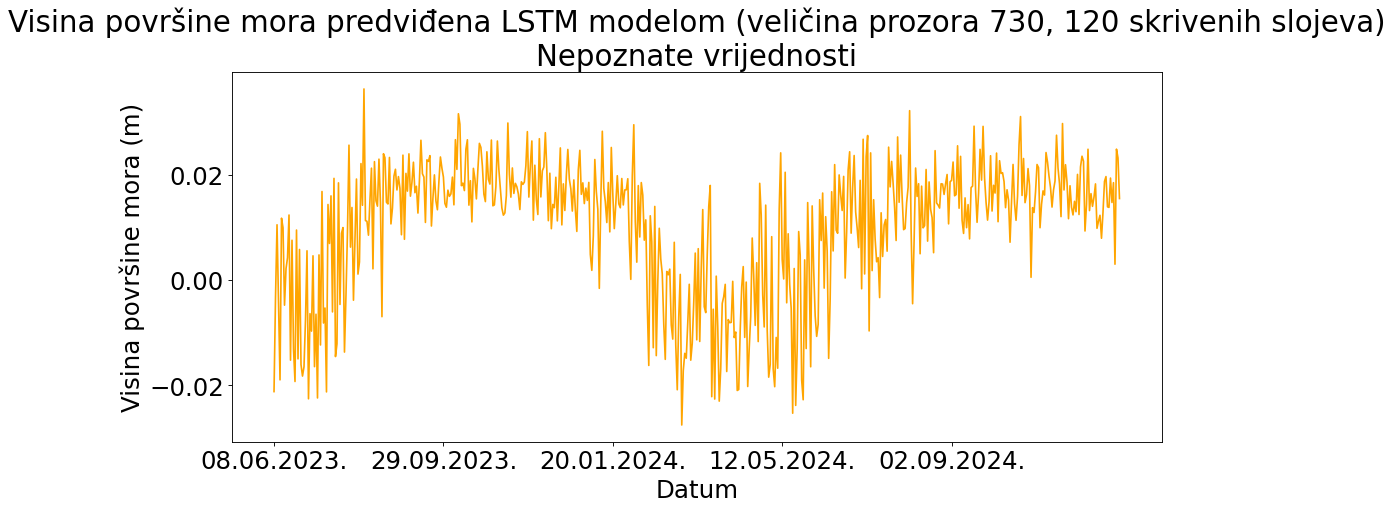 Visina površine mora predviđena LSTM modelom (veličina prozora 730, 120 skrivenih slojeva)
Nepoznate vrijednosti
Visina površine mora (m)
0.02
0.00
−0.02
08.06.2023. 29.09.2023. 20.01.2024. 12.05.2024. 02.09.2024.
Datum